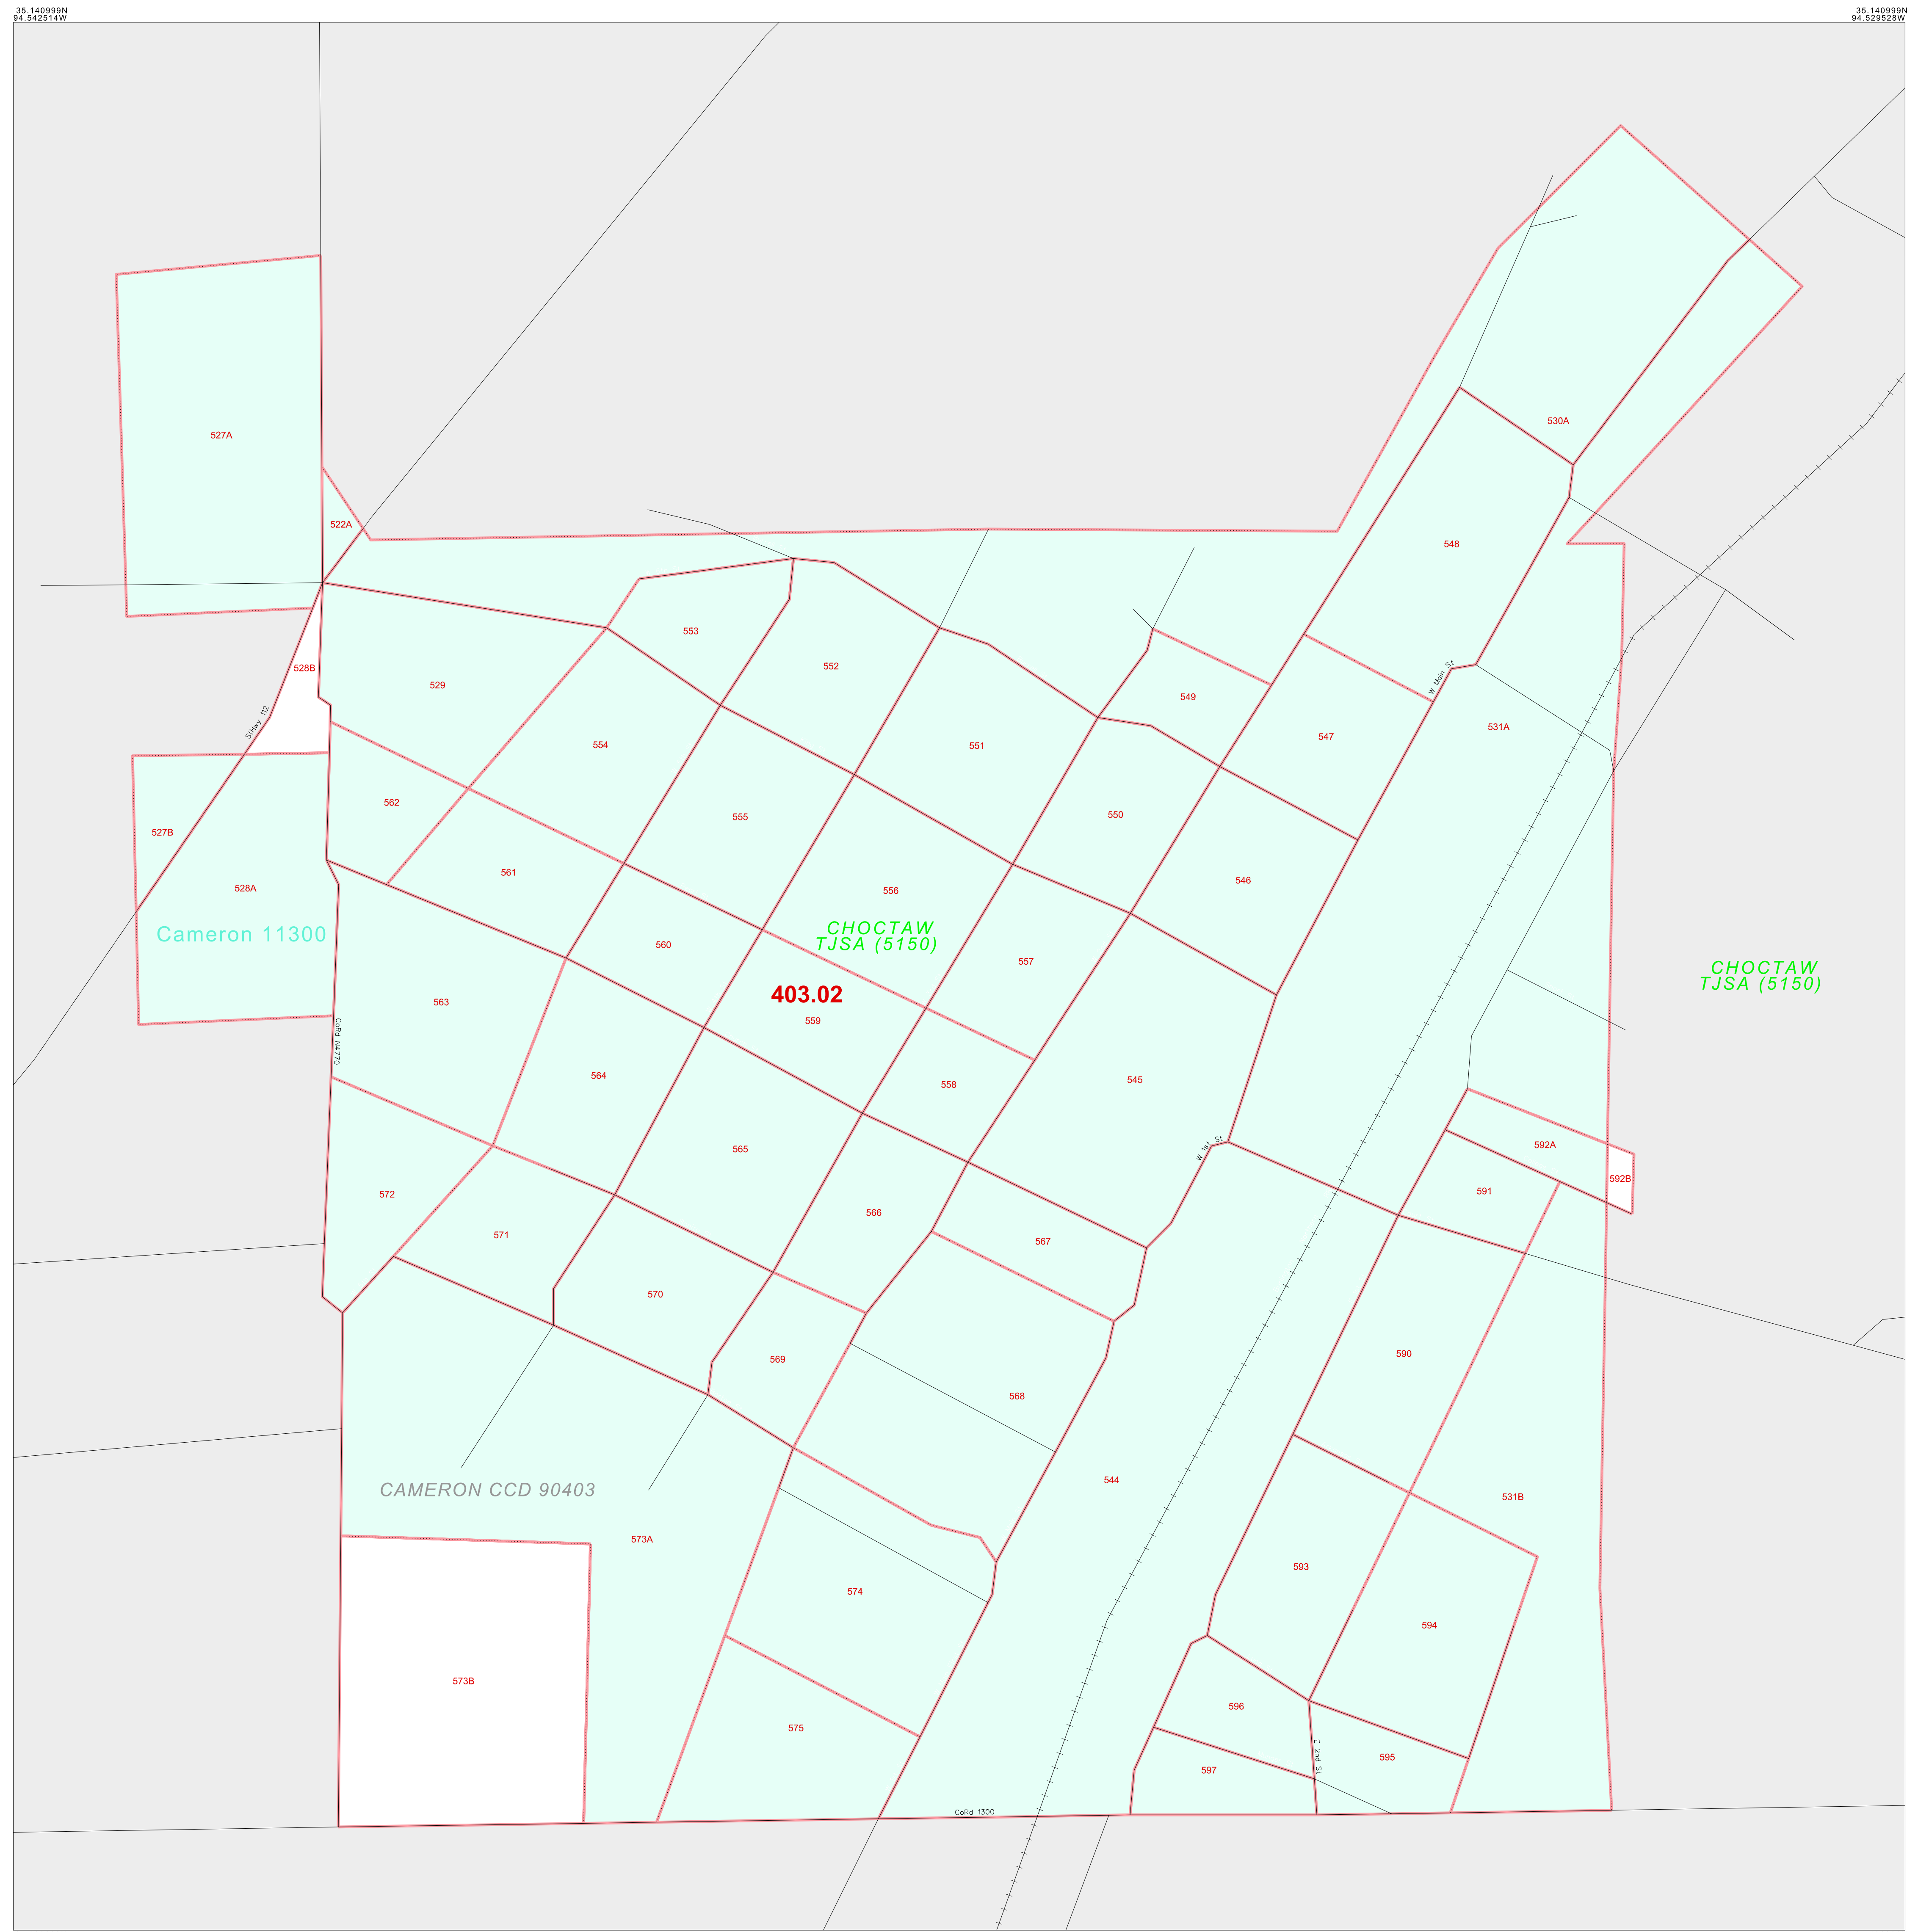 35.140999N
94.542514W
35.140999N
94.529528W
530A
527A
522A
548
553
552
528B
529
549
W Main St
StHwy 112
531A
554
551
547
562
555
550
527B
561
546
528A
556
Cameron 11300
CHOCTAW
TJSA (5150)
560
557
CHOCTAW
TJSA (5150)
403.02
563
559
CoRd N4770
564
558
545
W 1st St
565
592A
592B
572
591
566
571
567
570
590
569
568
544
CAMERON CCD 90403
531B
573A
593
574
594
573B
596
575
E 2nd St
595
597
CoRd 1300